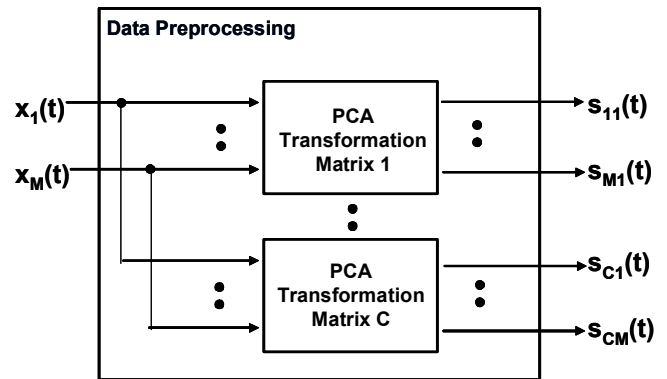 Data Preprocessing
x1(t)
PCA
Transformation
Matrix 1
s11(t)
xM(t)
sM1(t)
PCA
Transformation
Matrix C
sC1(t)
sCM(t)